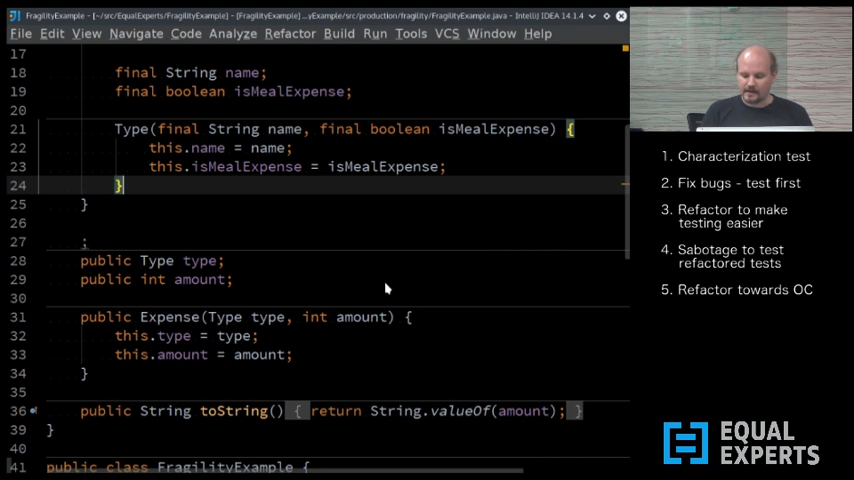 FragilityExample - [~/src/EqualExperts/FragilityExample] - [FragilityExample] - ...yExample/src/production/fragility/FragilityExample.java - IntelliJ IDEA 14.1.4
File Edit View Navigate Code Analyze Refactor Build Run Tools VCS Window Help
17
18 final String name;
19 final boolean isMealExpense;
20
21 Type(final String name, final boolean isMealExpense) {
22 this.name = name;
23 this.isMealExpense = isMealExpense;
24 }
25 }
26
27 ;
28 public Type type;
29 public int amount;
30
31 public Expense(Type type, int amount) {
32 this.type = type;
33 this.amount = amount;
34 }
35
36 public String toString() { return String.valueOf(amount); }
39 }
40
41 public class FragilityExample {
1. Characterization test
2. Fix bugs - test first
3. Refactor to make
testing easier
4. Sabotage to test
refactored tests
5. Refactor towards OC
EQUAL
EXPERTS